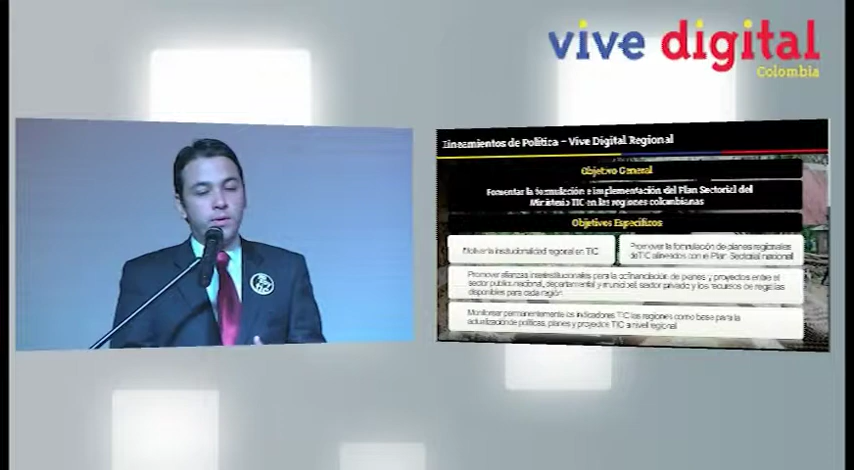 vive digital
Colombia
Lineamientos de Política – Vive Digital Regional
Objetivo General
Fomentar la formulación e implementación del Plan Sectorial del
Ministerio TIC en las regiones colombianas
Objetivos Específicos
institucionalidad regional en TIC
Promover la formulación de planes regionales
de TIC alineados con el Plan Sectorial nacional
Promover alianzas interinstitucionales para la cofinanciación de planes y proyectos entre el
sector público nacional, departamental y municipal, sector privado y los recursos de regalías
disponibles para cada región
Monitorear permanentemente los indicadores TIC las regiones como base para la
actualización de políticas, planes y proyectos TIC a nivel regional